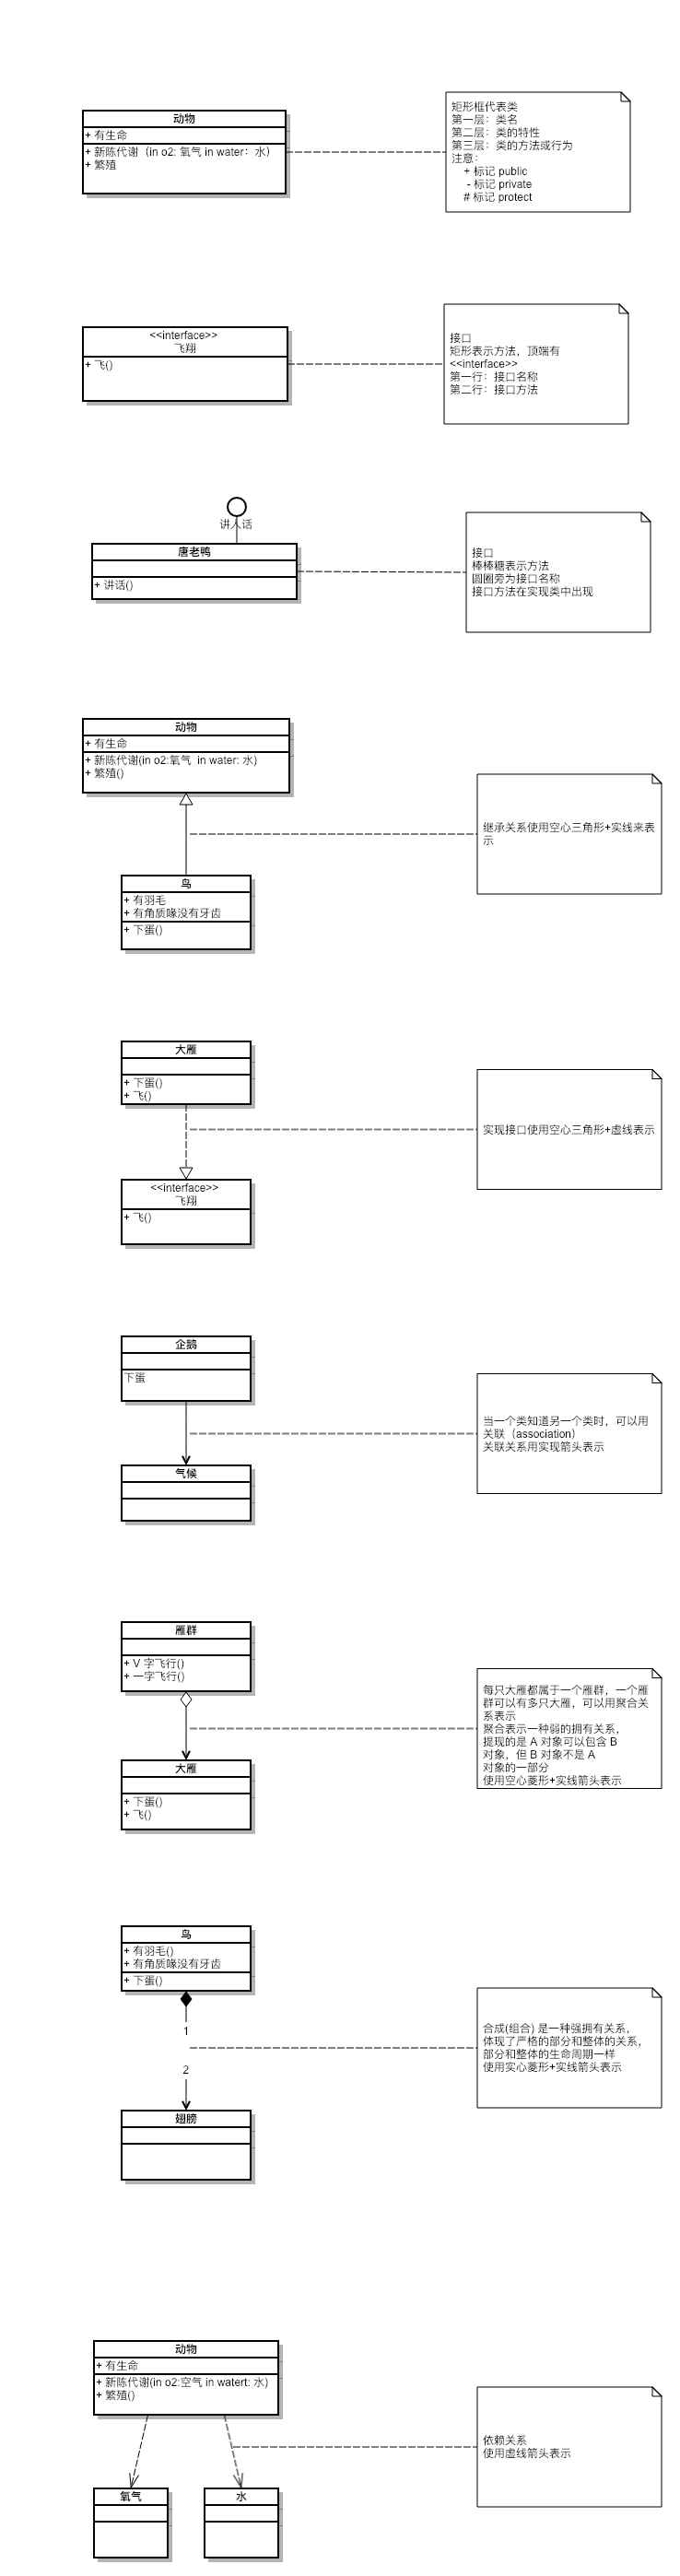 动物
+ 有生命
+ 新陈代谢（in o2: 氧气 in water：水）
+ 繁殖
矩形框代表类
第一层：类名
第二层：类的特性
第三层：类的方法或行为
注意：
+ 标记 public
- 标记 private
# 标记 protect
<<interface>>
飞翔
+ 飞()
接口
矩形表示方法，顶端有
<<interface>>
第一行：接口名称
第二行：接口方法
讲人话
唐老鸭
+ 讲话()
接口
棒棒糖表示方法
圆圈旁为接口名称
接口方法在实现类中出现
动物
+ 有生命
+ 新陈代谢(in o2:氧气  in water: 水)
+ 繁殖()
继承关系使用空心三角形+实线来表
示
鸟
+ 有羽毛
+ 有角质喙没有牙齿
+ 下蛋()
大雁
+ 下蛋()
+ 飞()
实现接口使用空心三角形+虚线表示
<<interface>>
飞翔
+ 飞()
企鹅
下蛋
当一个类知道另一个类时，可以用
关联（association）
关联关系用实现箭头表示
气候
雁群
+ V 字飞行()
+ 一字飞行()
每只大雁都属于一个雁群，一个雁
群可以有多只大雁，可以用聚合关
系表示
聚合表示一种弱的拥有关系，
提现的是 A 对象可以包含 B
对象，但 B 对象不是 A
对象的一部分
使用空心菱形+实线箭头表示
大雁
+ 下蛋()
+ 飞()
鸟
+ 有羽毛()
+ 有角质喙没有牙齿
+ 下蛋()
1
2
合成(组合) 是一种强拥有关系，
体现了严格的部分和整体的关系，
部分和整体的生命周期一样
使用实心菱形+实线箭头表示
翅膀
动物
+ 有生命
+ 新陈代谢(in o2:空气 in watert: 水)
+ 繁殖()
依赖关系
使用虚线箭头表示
氧气
水